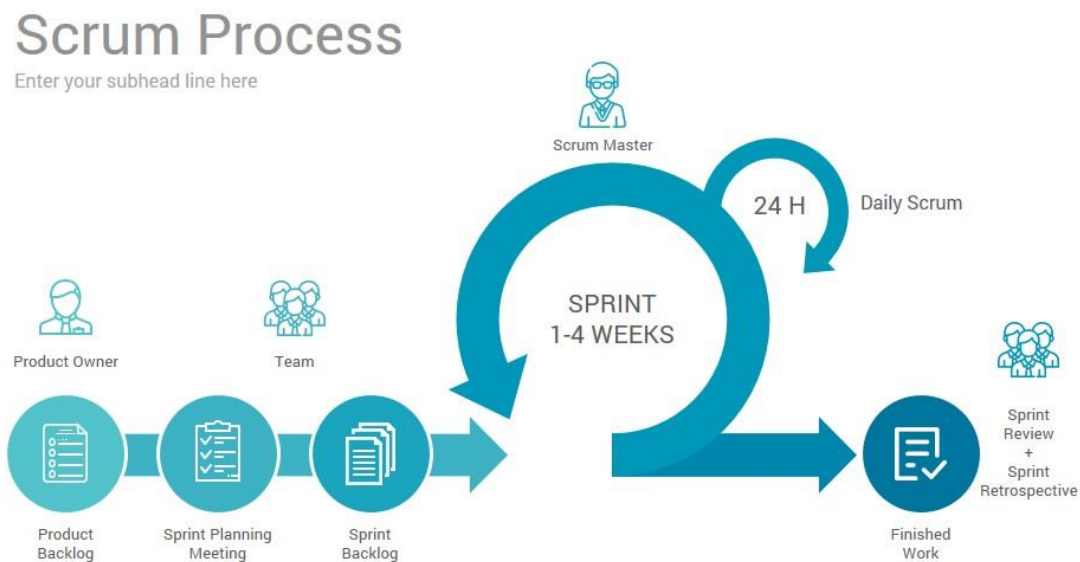 Scrum Process
Enter your subhead line here
Scrum Master
24 H
Daily Scrum
SPRINT
1-4 WEEKS
Product Owner
Team
Product
Backlog
Sprint Planning
Meeting
Sprint
Backlog
Finished
Work
Sprint
Review
+
Sprint
Retrospective